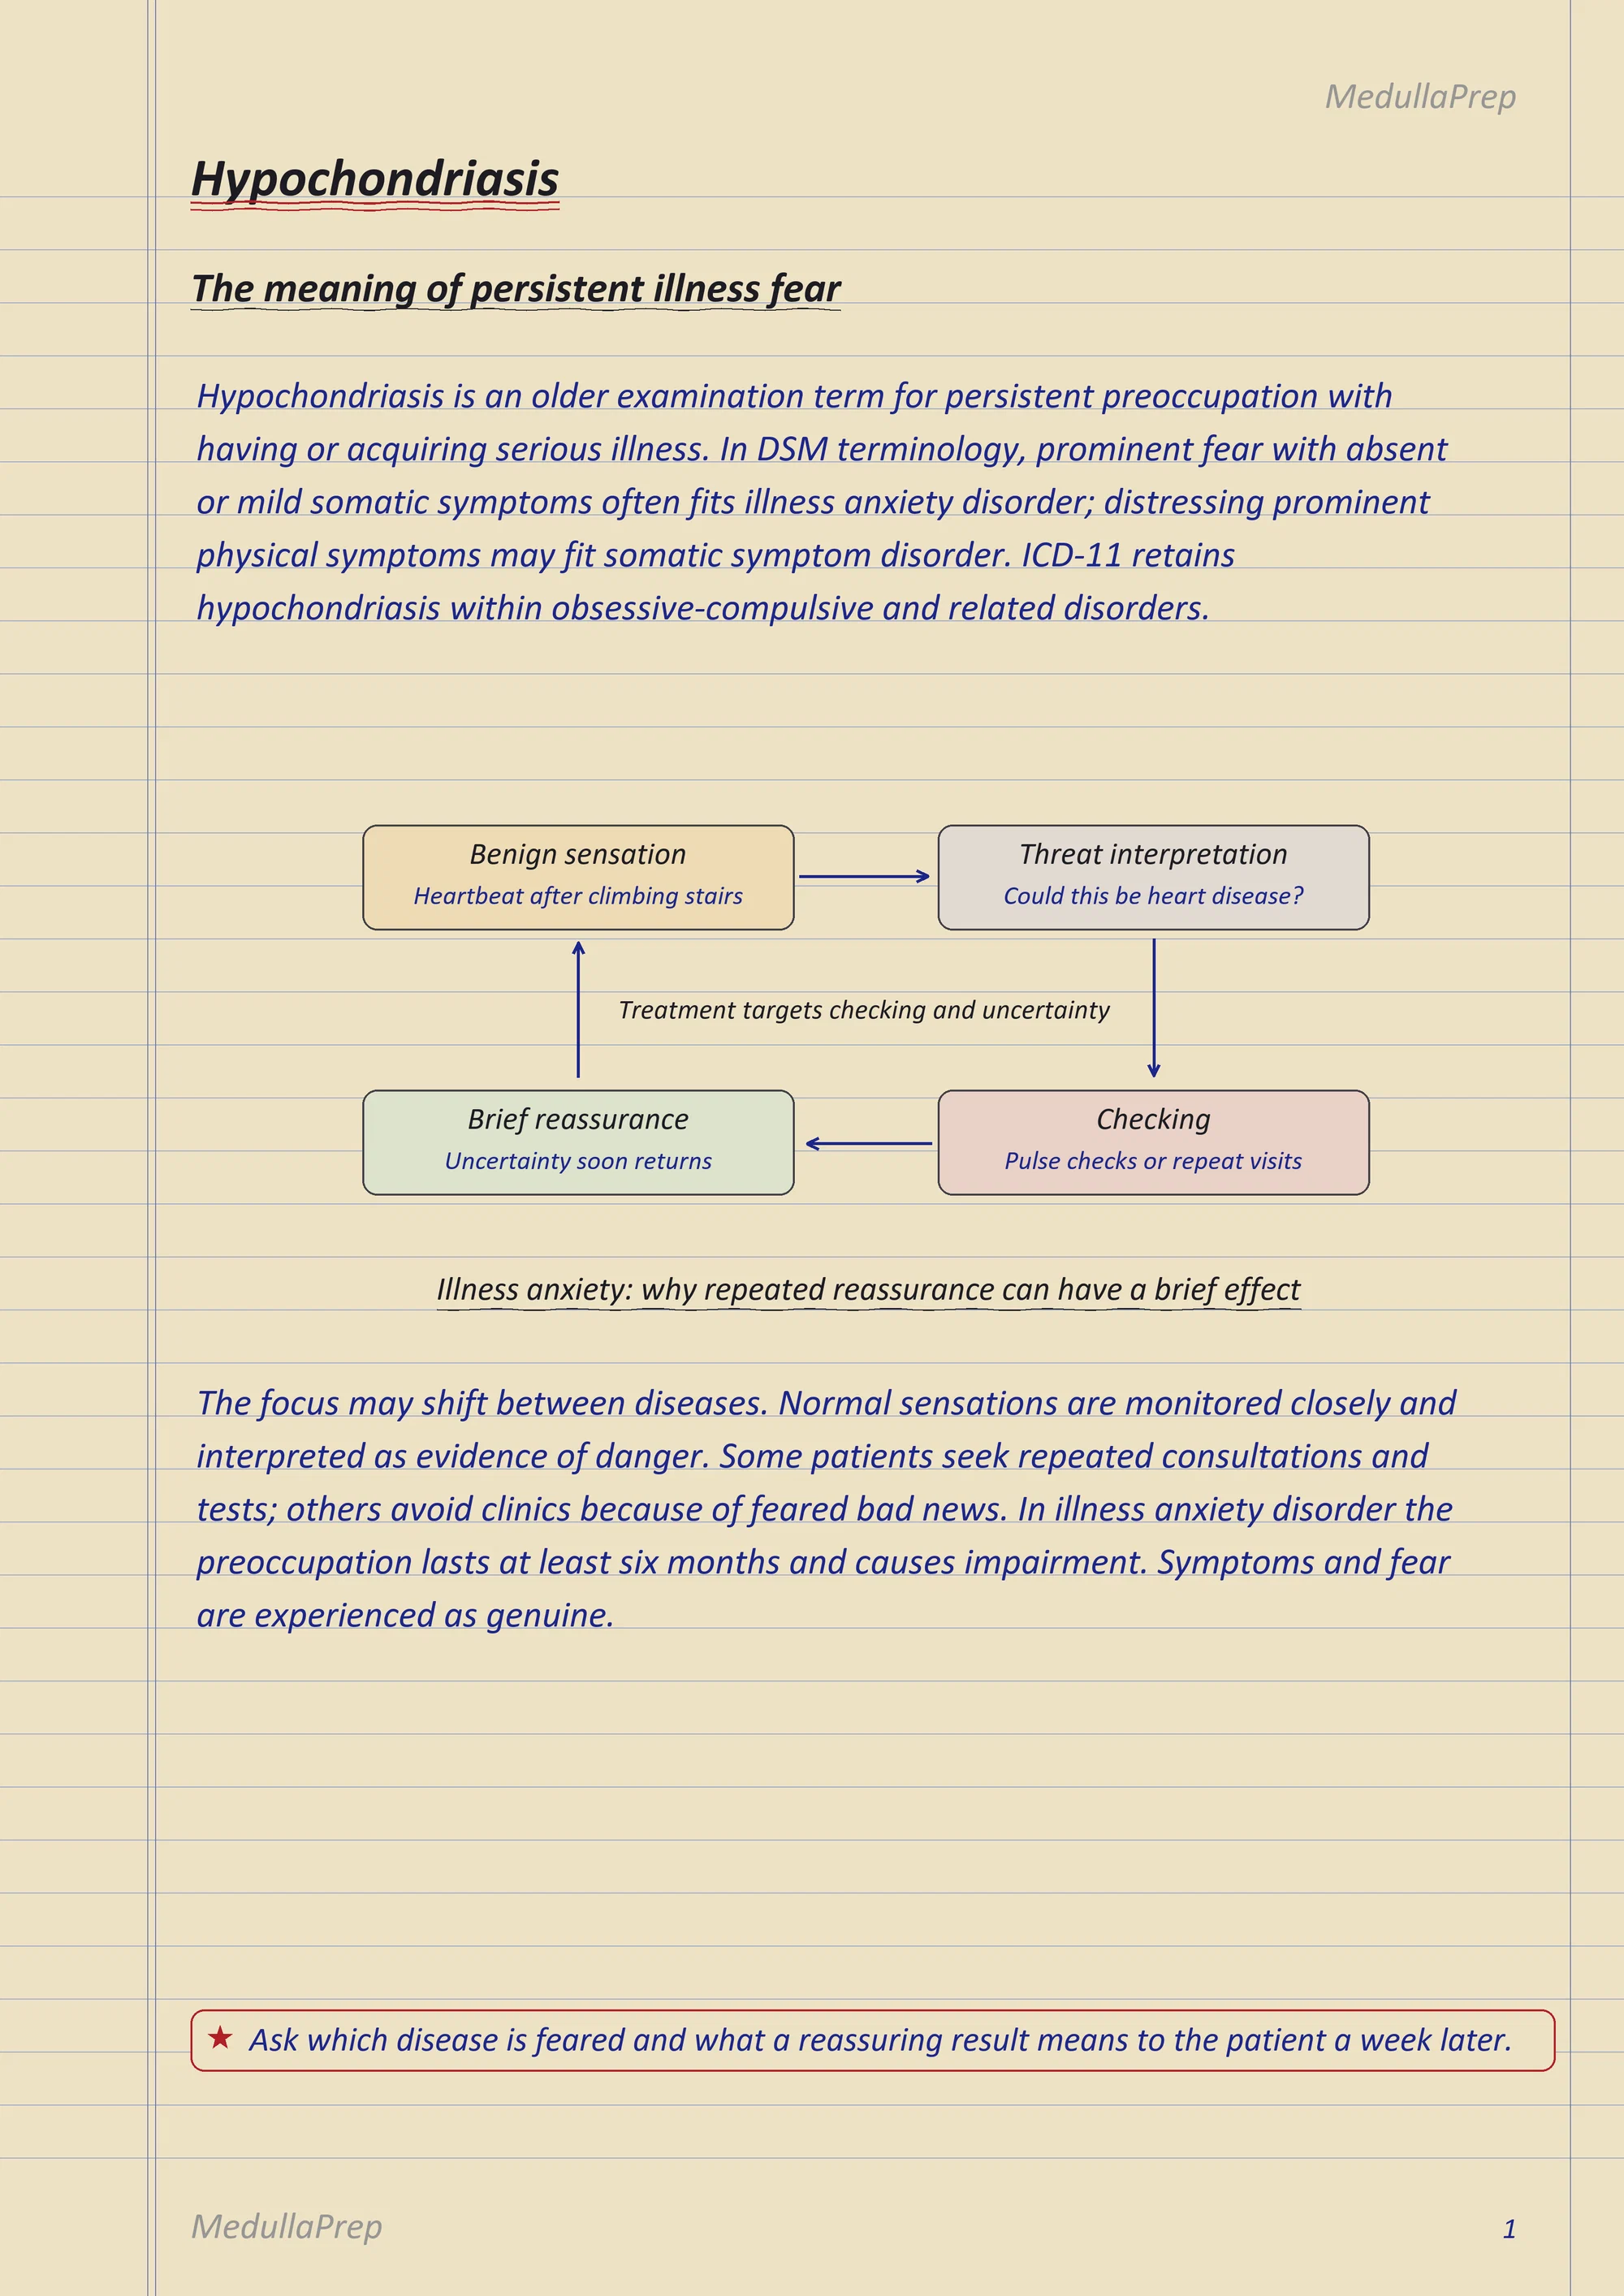 MedullaPrep
Hypochondriasis
The meaning of persistent illness fear
Hypochondriasis is an older examination term for persistent preoccupation with
having or acquiring serious illness. In DSM terminology, prominent fear with absent
or mild somatic symptoms often fits illness anxiety disorder; distressing prominent
physical symptoms may fit somatic symptom disorder. ICD-11 retains
hypochondriasis within obsessive-compulsive and related disorders.
Benign sensation
Heartbeat after climbing stairs
Threat interpretation
Could this be heart disease?
Treatment targets checking and uncertainty
Brief reassurance
Uncertainty soon returns
Checking
Pulse checks or repeat visits
Illness anxiety: why repeated reassurance can have a brief effect
The focus may shift between diseases. Normal sensations are monitored closely and
interpreted as evidence of danger. Some patients seek repeated consultations and
tests; others avoid clinics because of feared bad news. In illness anxiety disorder the
preoccupation lasts at least six months and causes impairment. Symptoms and fear
are experienced as genuine.
★ Ask which disease is feared and what a reassuring result means to the patient a week later.
MedullaPrep
1